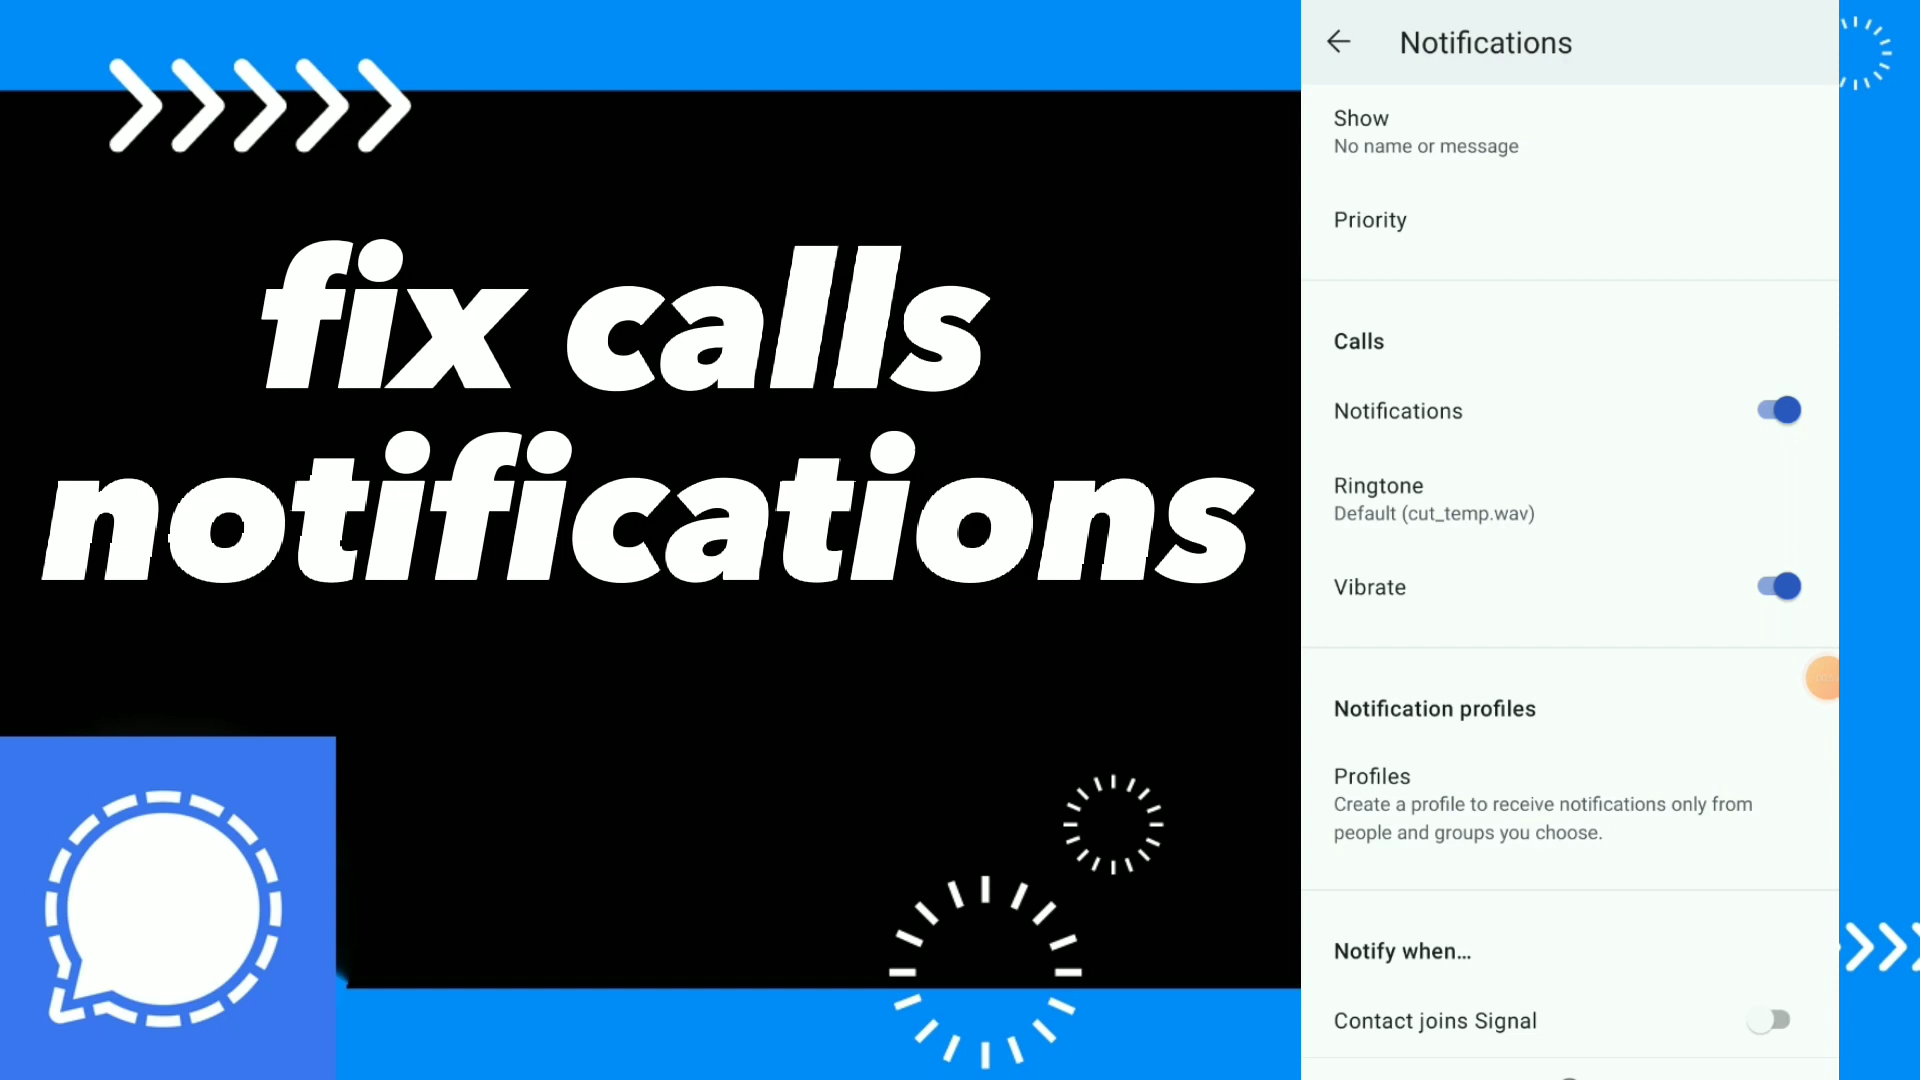 fix calls
notifications
Notifications
Show
No name or message
Priority
Calls
Notifications
Ringtone
Default (cut_temp.wav)
Vibrate
Notification profiles
Profiles
Create a profile to receive notifications only from
people and groups you choose.
Notify when...
Contact joins Signal